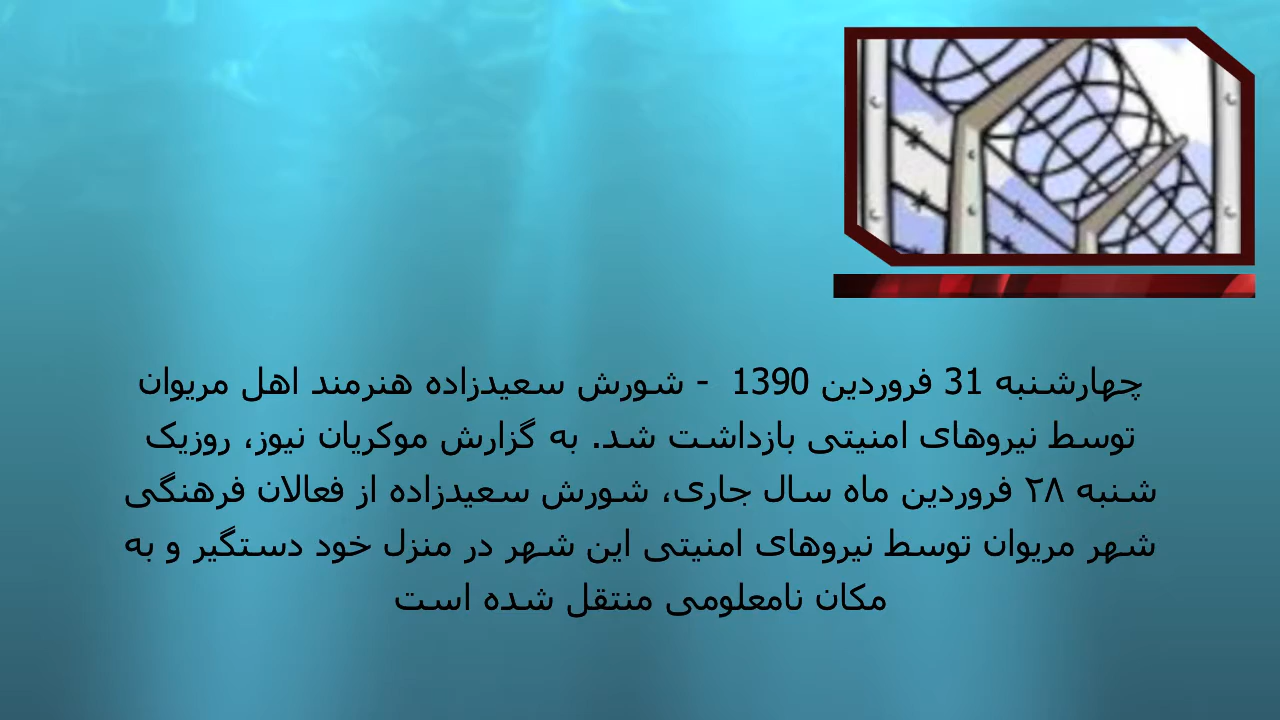 چهارشنبه 31 فروردین 1390 - شورش سعیدزاده هنرمند اهل مریوان
توسط نیروهای امنیتی بازداشت شد. به گزارش موکریان نیوز، روزیک
شنبه ۲۸ فروردین ماه سال جاری، شورش سعیدزاده از فعالان فرهنگی
شهر مریوان توسط نیروهای امنیتی این شهر در منزل خود دستگیر و به
مکان نامعلومی منتقل شده است